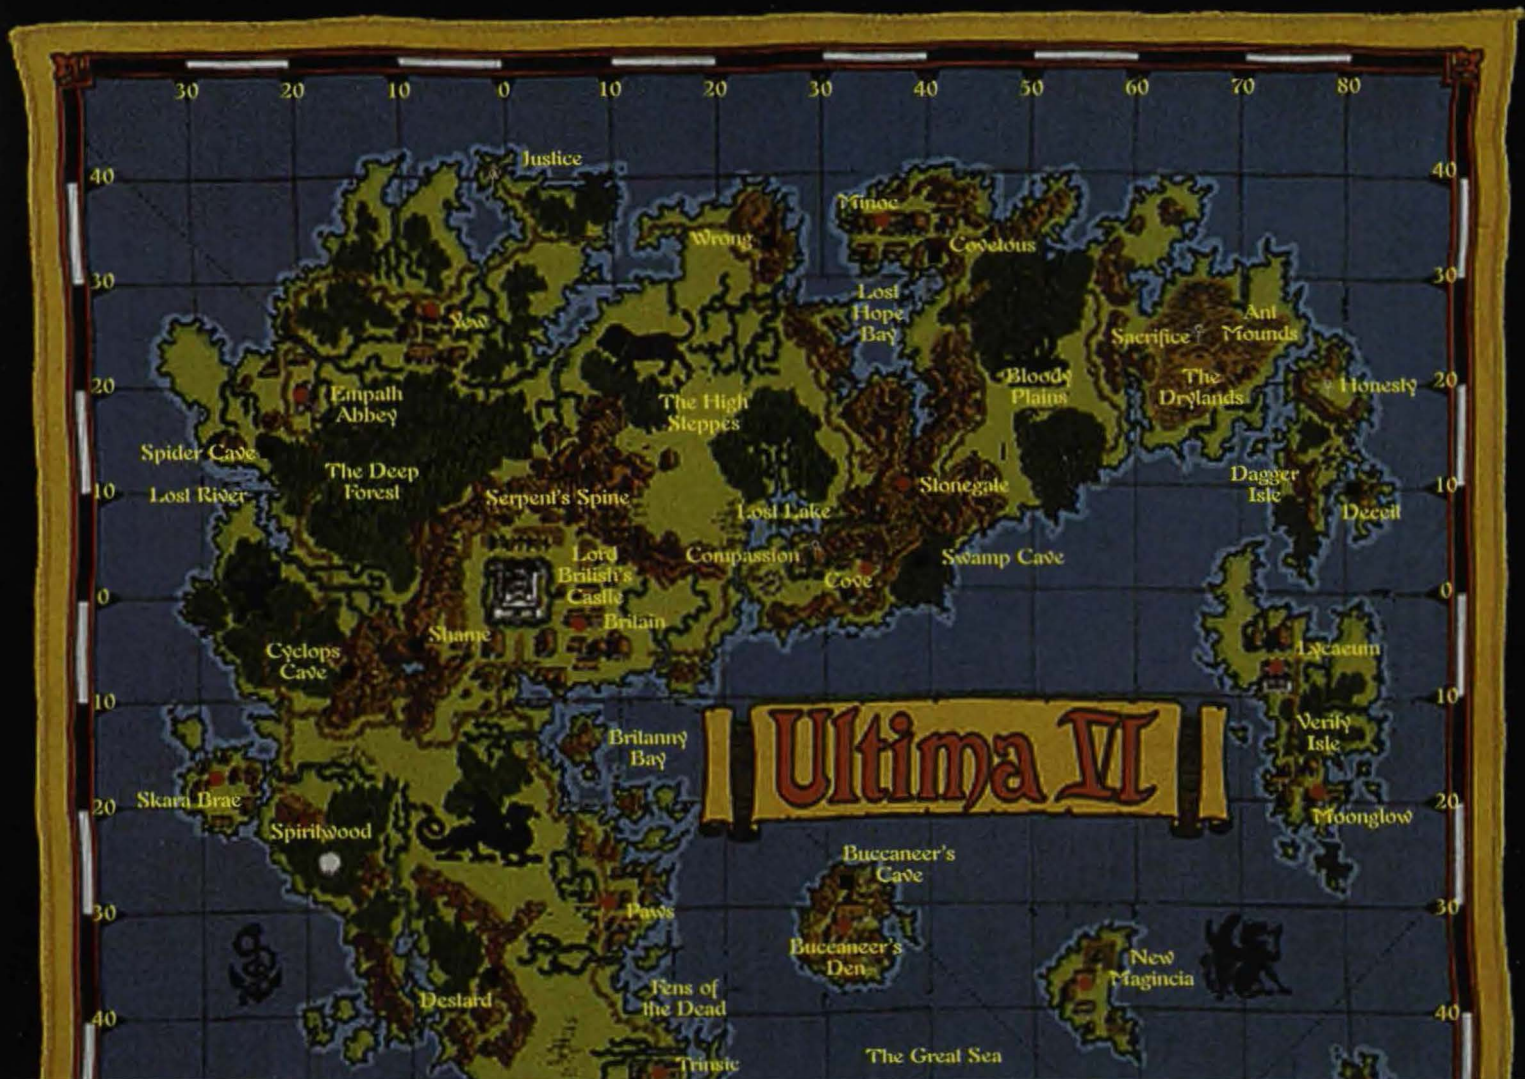 30 20 10 0 10 20 30 40 50 60 70 80
Justice
40
40
Minoc
Wrong
Covetous
30
30
Lost
Hope
Bay
Yew
Ant
Mounds
Sacrifice
20
20
Empath
Abbey
The High
Steppes
Bloody
Plains
The
Drylands
Honesty
Spider Cave
The Deep
Forest
Dagger
Isle
Lost River
10
10
Serpent's Spine
Stonegate
Lost Lake
Deceit
Lord
British's
Castle
Compassion
Swamp Cave
Cove
0
0
Britain
Shame
Cyclops
Cave
Lycaeum
10
10
Britanny
Bay
Ultima VI
Verity
Isle
Skara Brae
20
20
Moonglow
Spiritwood
Buccaneer's
Cave
30
30
Paws
Buccaneer's
Den
New
Magincia
Destard
Fens of
the Dead
40
40
Trinsic
The Great Sea